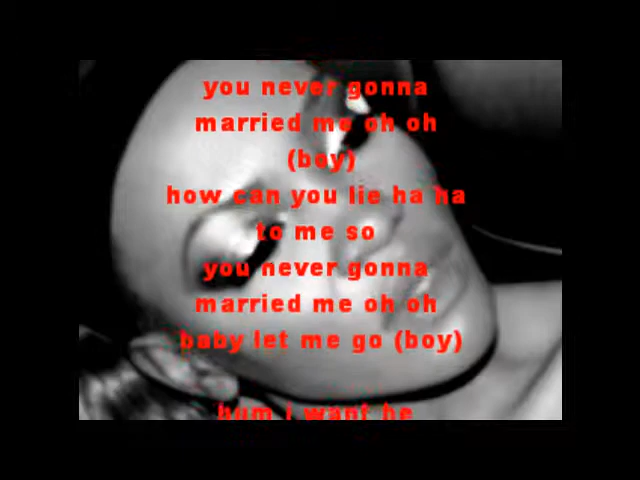 you never gonna
married me oh oh
(boy)
how can you lie ha ha
to me so
you never gonna
married me oh oh
baby let me go (boy)
hum i want he